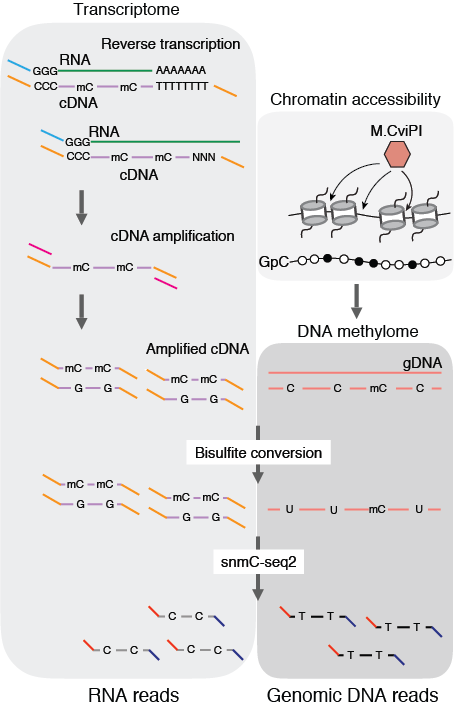 Transcriptome
Reverse transcription
RNA
GGG AAAAAAA
CCC mC mC TTTTTTTT
cDNA
RNA
GGG
CCC mC mC NNN
cDNA
cDNA amplification
mC mC
Amplified cDNA
mC mC
G G
mC mC
G G
Chromatin accessibility
M.CviPI
GpC
DNA methylome
gDNA
C C mC C
Bisulfite conversion
mC mC
G G
mC mC
G G
U U mC U
snmC-seq2
C C
C C
C C
T T
T T
T T
RNA reads
Genomic DNA reads